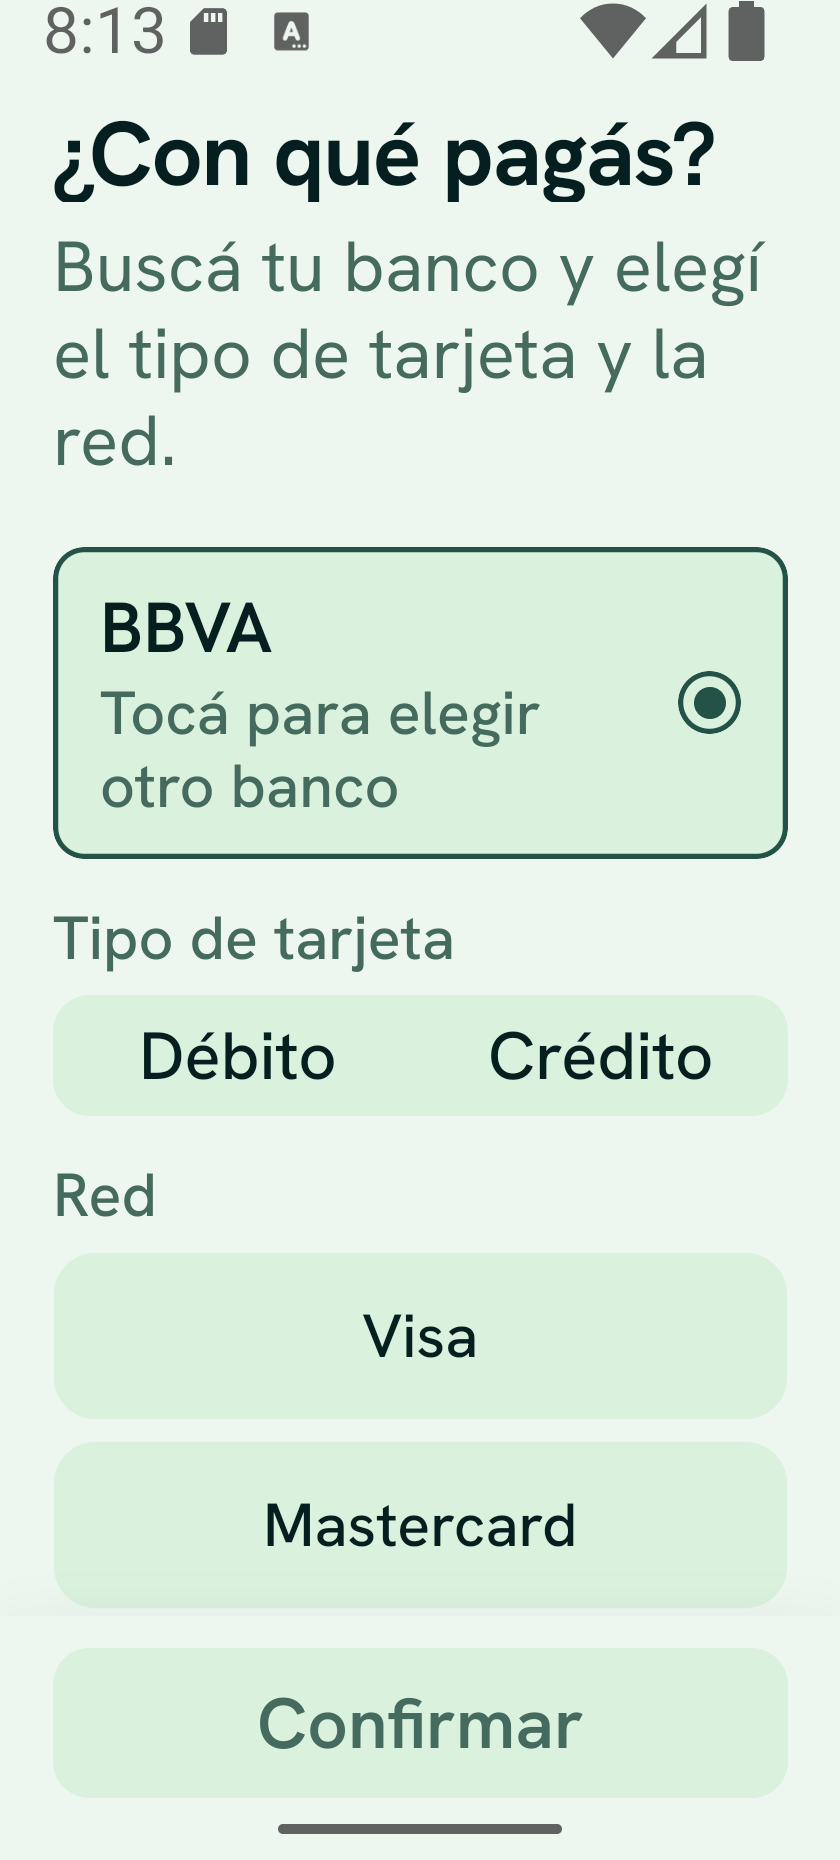 8:13
¿Con qué pagás?
Buscá tu banco y elegí
el tipo de tarjeta y la
red.
BBVA
Tocá para elegir
otro banco
Tipo de tarjeta
Débito Crédito
Red
Visa
Mastercard
Confirmar